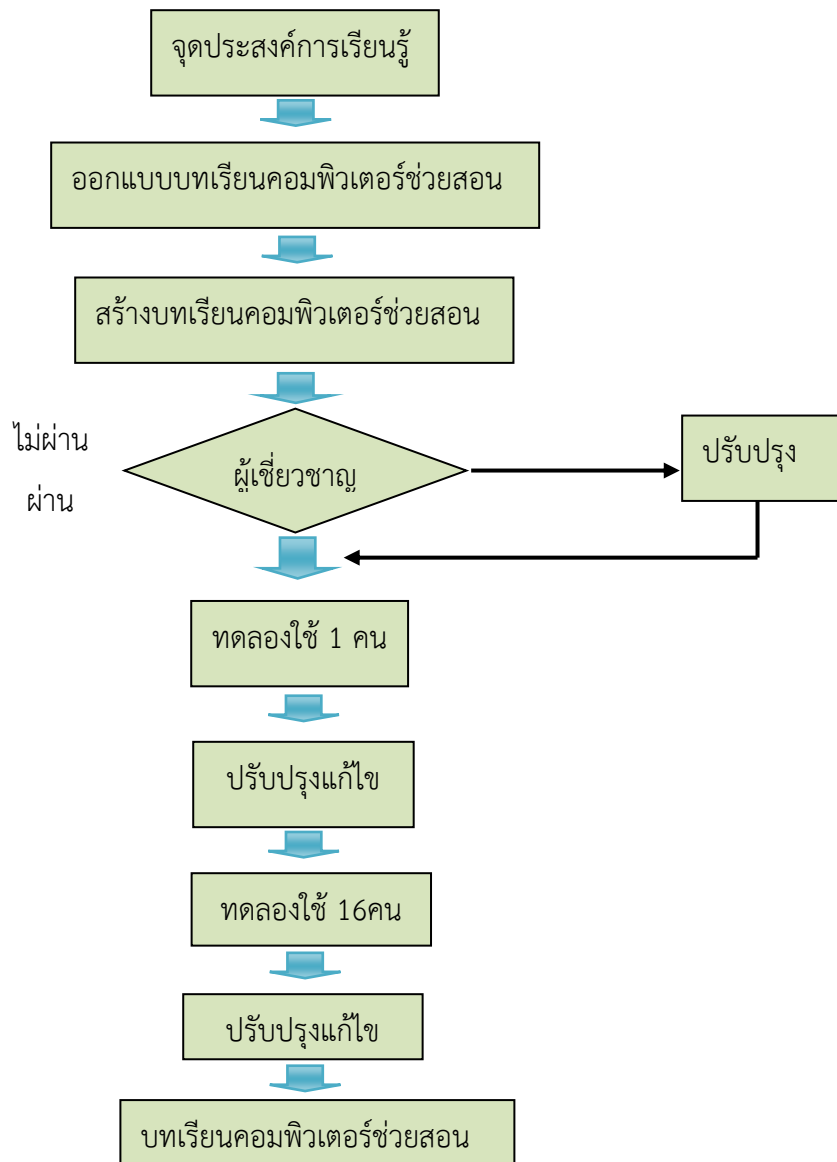 จุดประสงค์การเรียนรู้
ออกแบบบทเรียนคอมพิวเตอร์ช่วยสอน
สร้างบทเรียนคอมพิวเตอร์ช่วยสอน
ไม่ผ่าน
ผ่าน
ผู้เชี่ยวชาญ
ปรับปรุง
ทดลองใช้ 1 คน
ปรับปรุงแก้ไข
ทดลองใช้ 16คน
ปรับปรุงแก้ไข
บทเรียนคอมพิวเตอร์ช่วยสอน